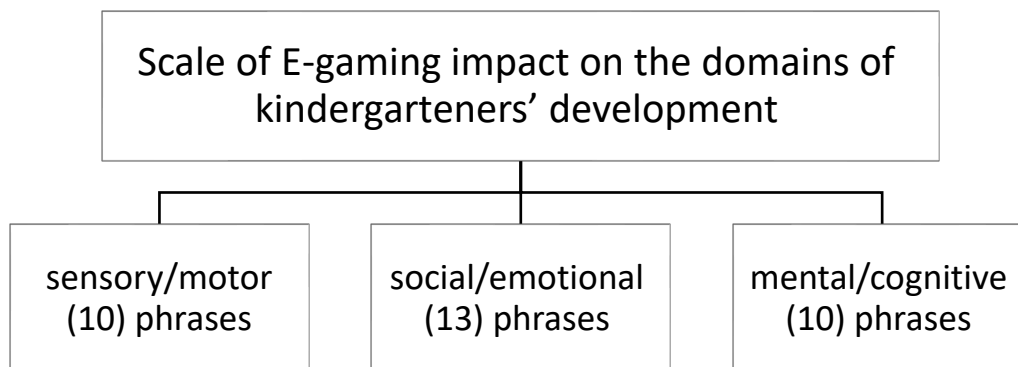 Scale of E-gaming impact on the domains of
kindergarteners’ development
sensory/motor
(10) phrases
social/emotional
(13) phrases
mental/cognitive
(10) phrases